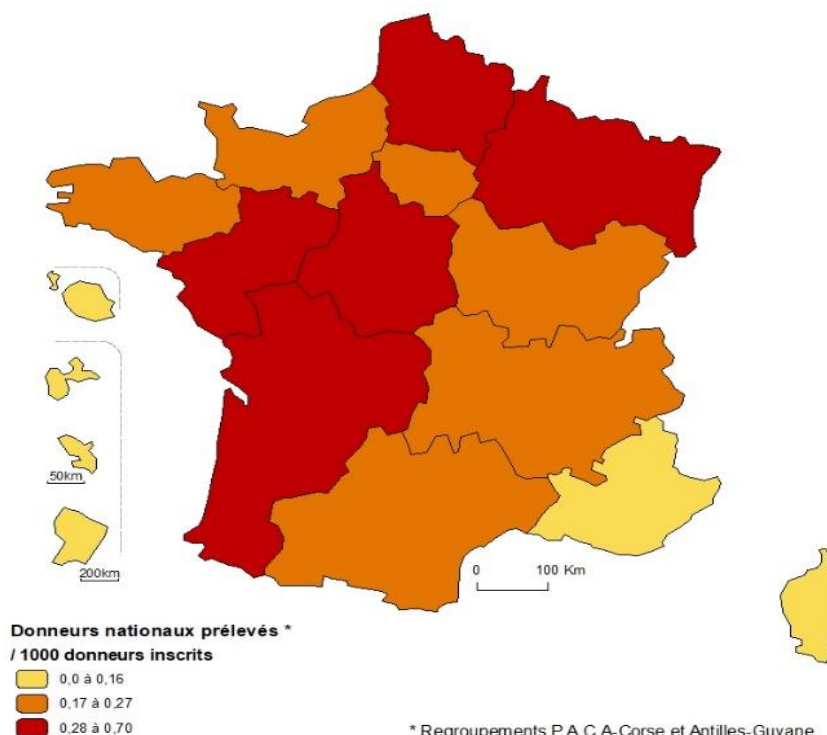 50km
200km
0 100 Km
Donneurs nationaux prélevés *
/ 1000 donneurs inscrits
0,0 à 0,16
0,17 à 0,27
0,28 à 0,70
* Regroupements P.A.C.A-Corse et Antilles-Guyane